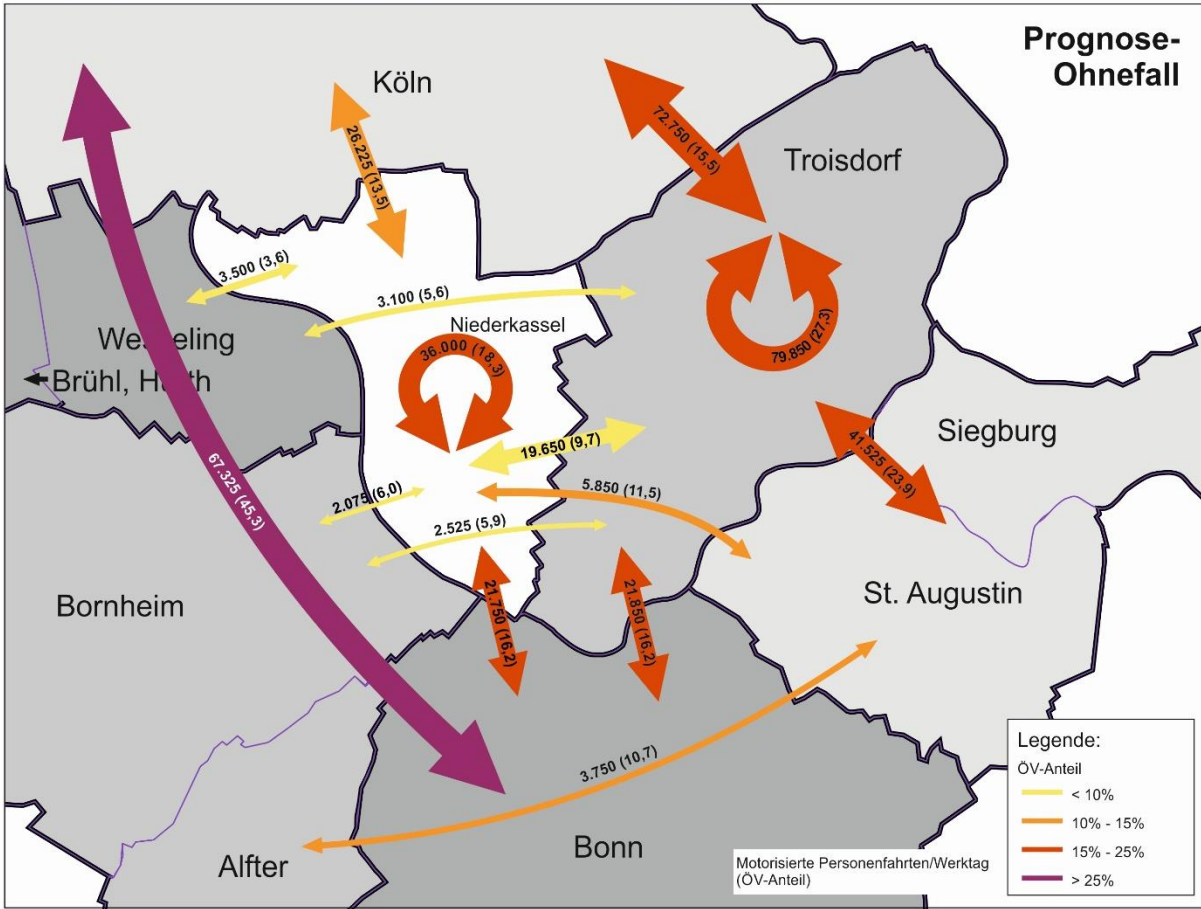 Prognose-
Ohnefall
Köln
26.225 (13,5)
72.750 (15,5)
Troisdorf
3.500 (3,6)
3.100 (5,6)
Niederkassel
Wesseling
36.000 (18,3)
79.850 (27,3)
Brühl, Hürth
19.650 (9,7)
41.525 (23,9)
Siegburg
67.325 (45,3)
2.075 (6,0)
5.850 (11,5)
2.525 (5,9)
Bornheim
St. Augustin
21.750 (16,2)
21.850 (16,2)
3.750 (10,7)
Alfter
Bonn
Motorisierte Personenfahrten/Werktag
(ÖV-Anteil)
Legende:
ÖV-Anteil
< 10%
10% - 15%
15% - 25%
> 25%